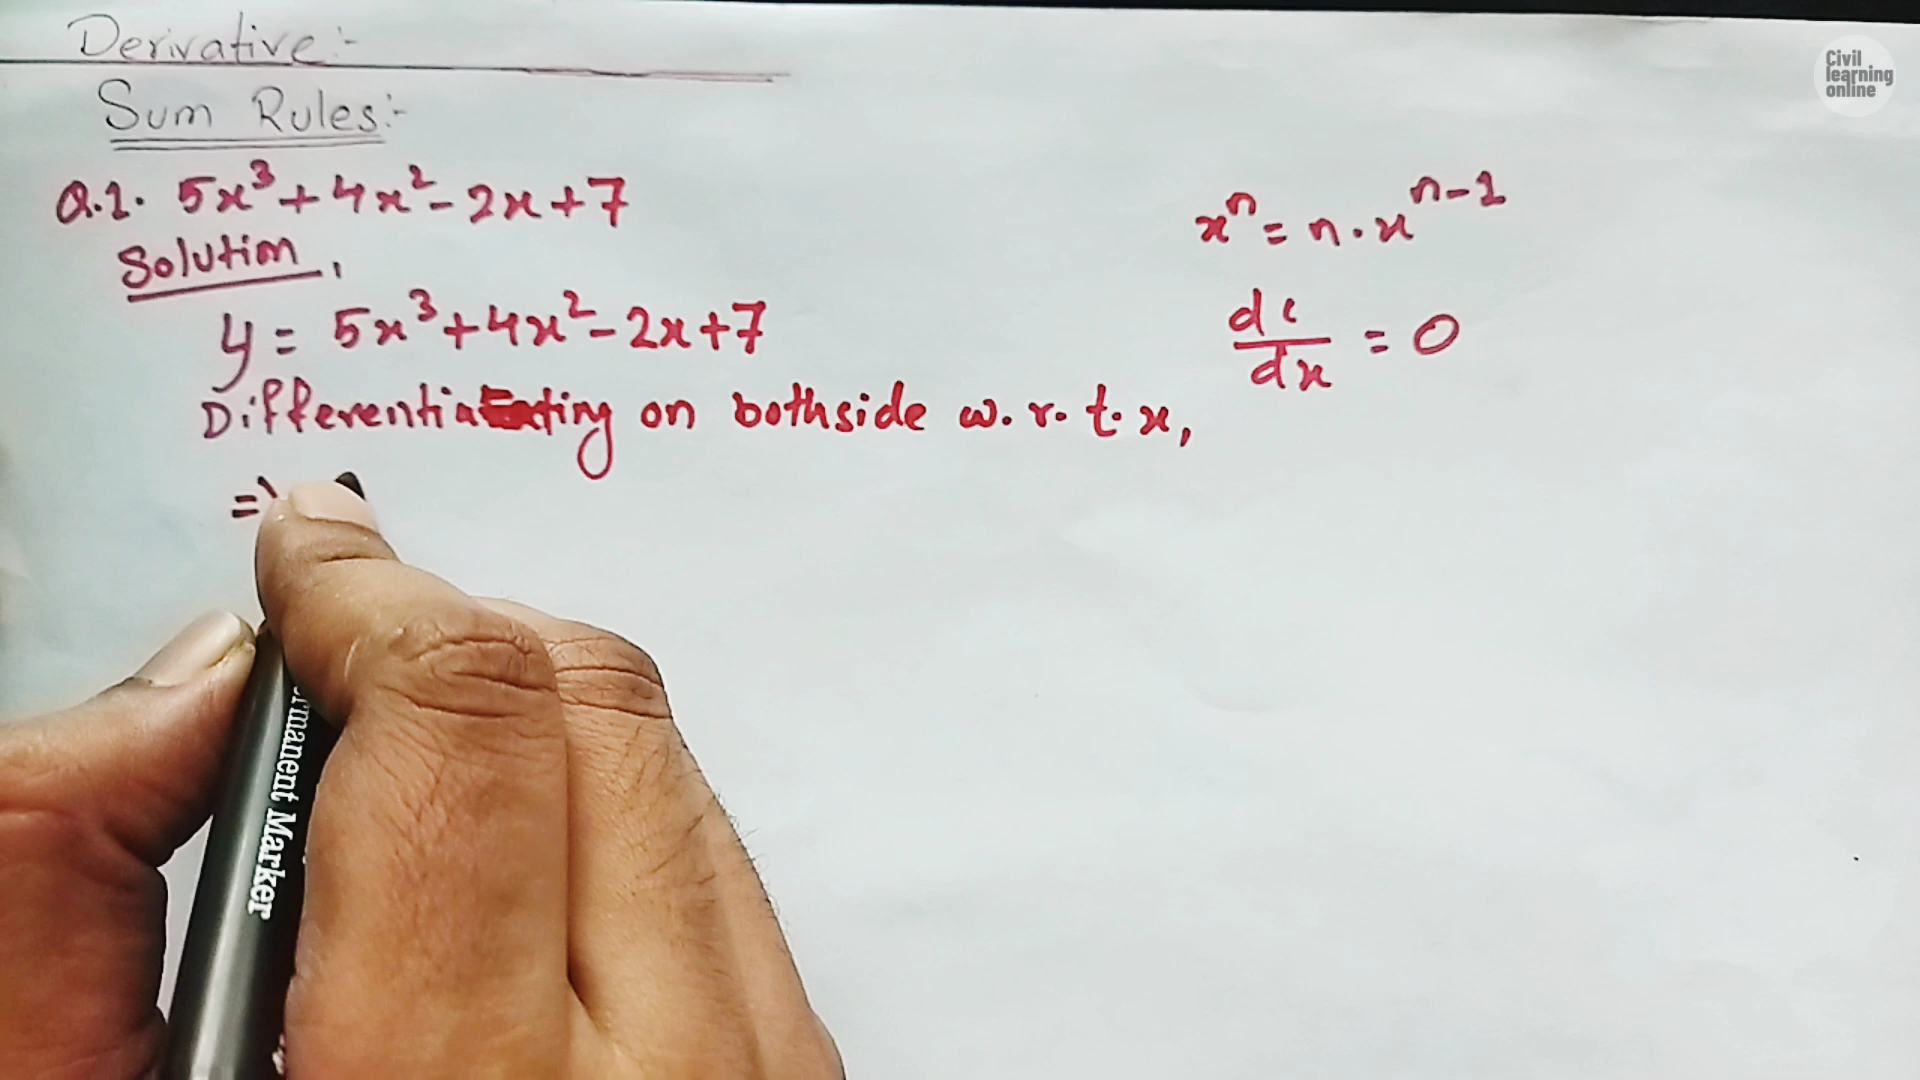 Derivative:-
Sum Rules:-
Q.1. 5x³+4x²-2x+7
Solution,
y= 5x³+4x²-2x+7
Differentiating on bothside w.r.t.x,
=
xⁿ = n.xⁿ⁻¹
dc
dx
= 0
Permanent Marker
Civil
learning
online